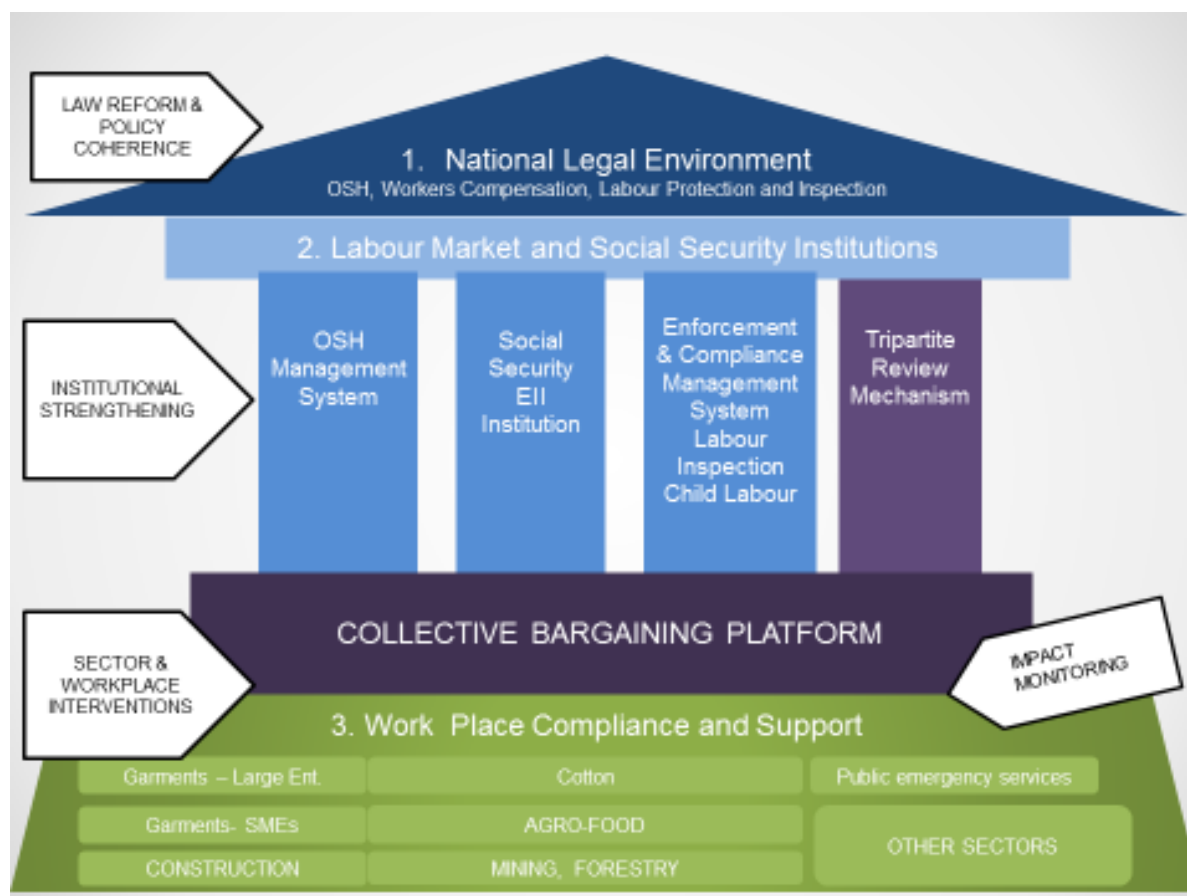 LAW REFORM &
POLICY
COHERENCE
1. National Legal Environment
OSH, Workers Compensation, Labour Protection and Inspection
2. Labour Market and Social Security Institutions
INSTITUTIONAL
STRENGTHENING
OSH
Management
System
Social
Security
EII
Institution
Enforcement
& Compliance
Management
System
Labour
Inspection
Child Labour
Tripartite
Review
Mechanism
COLLECTIVE BARGAINING PLATFORM
SECTOR &
WORKPLACE
INTERVENTIONS
IMPACT
MONITORING
3. Work Place Compliance and Support
Garments – Large Ent.
Cotton
Public emergency services
Garments- SMEs
AGRO-FOOD
OTHER SECTORS
CONSTRUCTION
MINING, FORESTRY